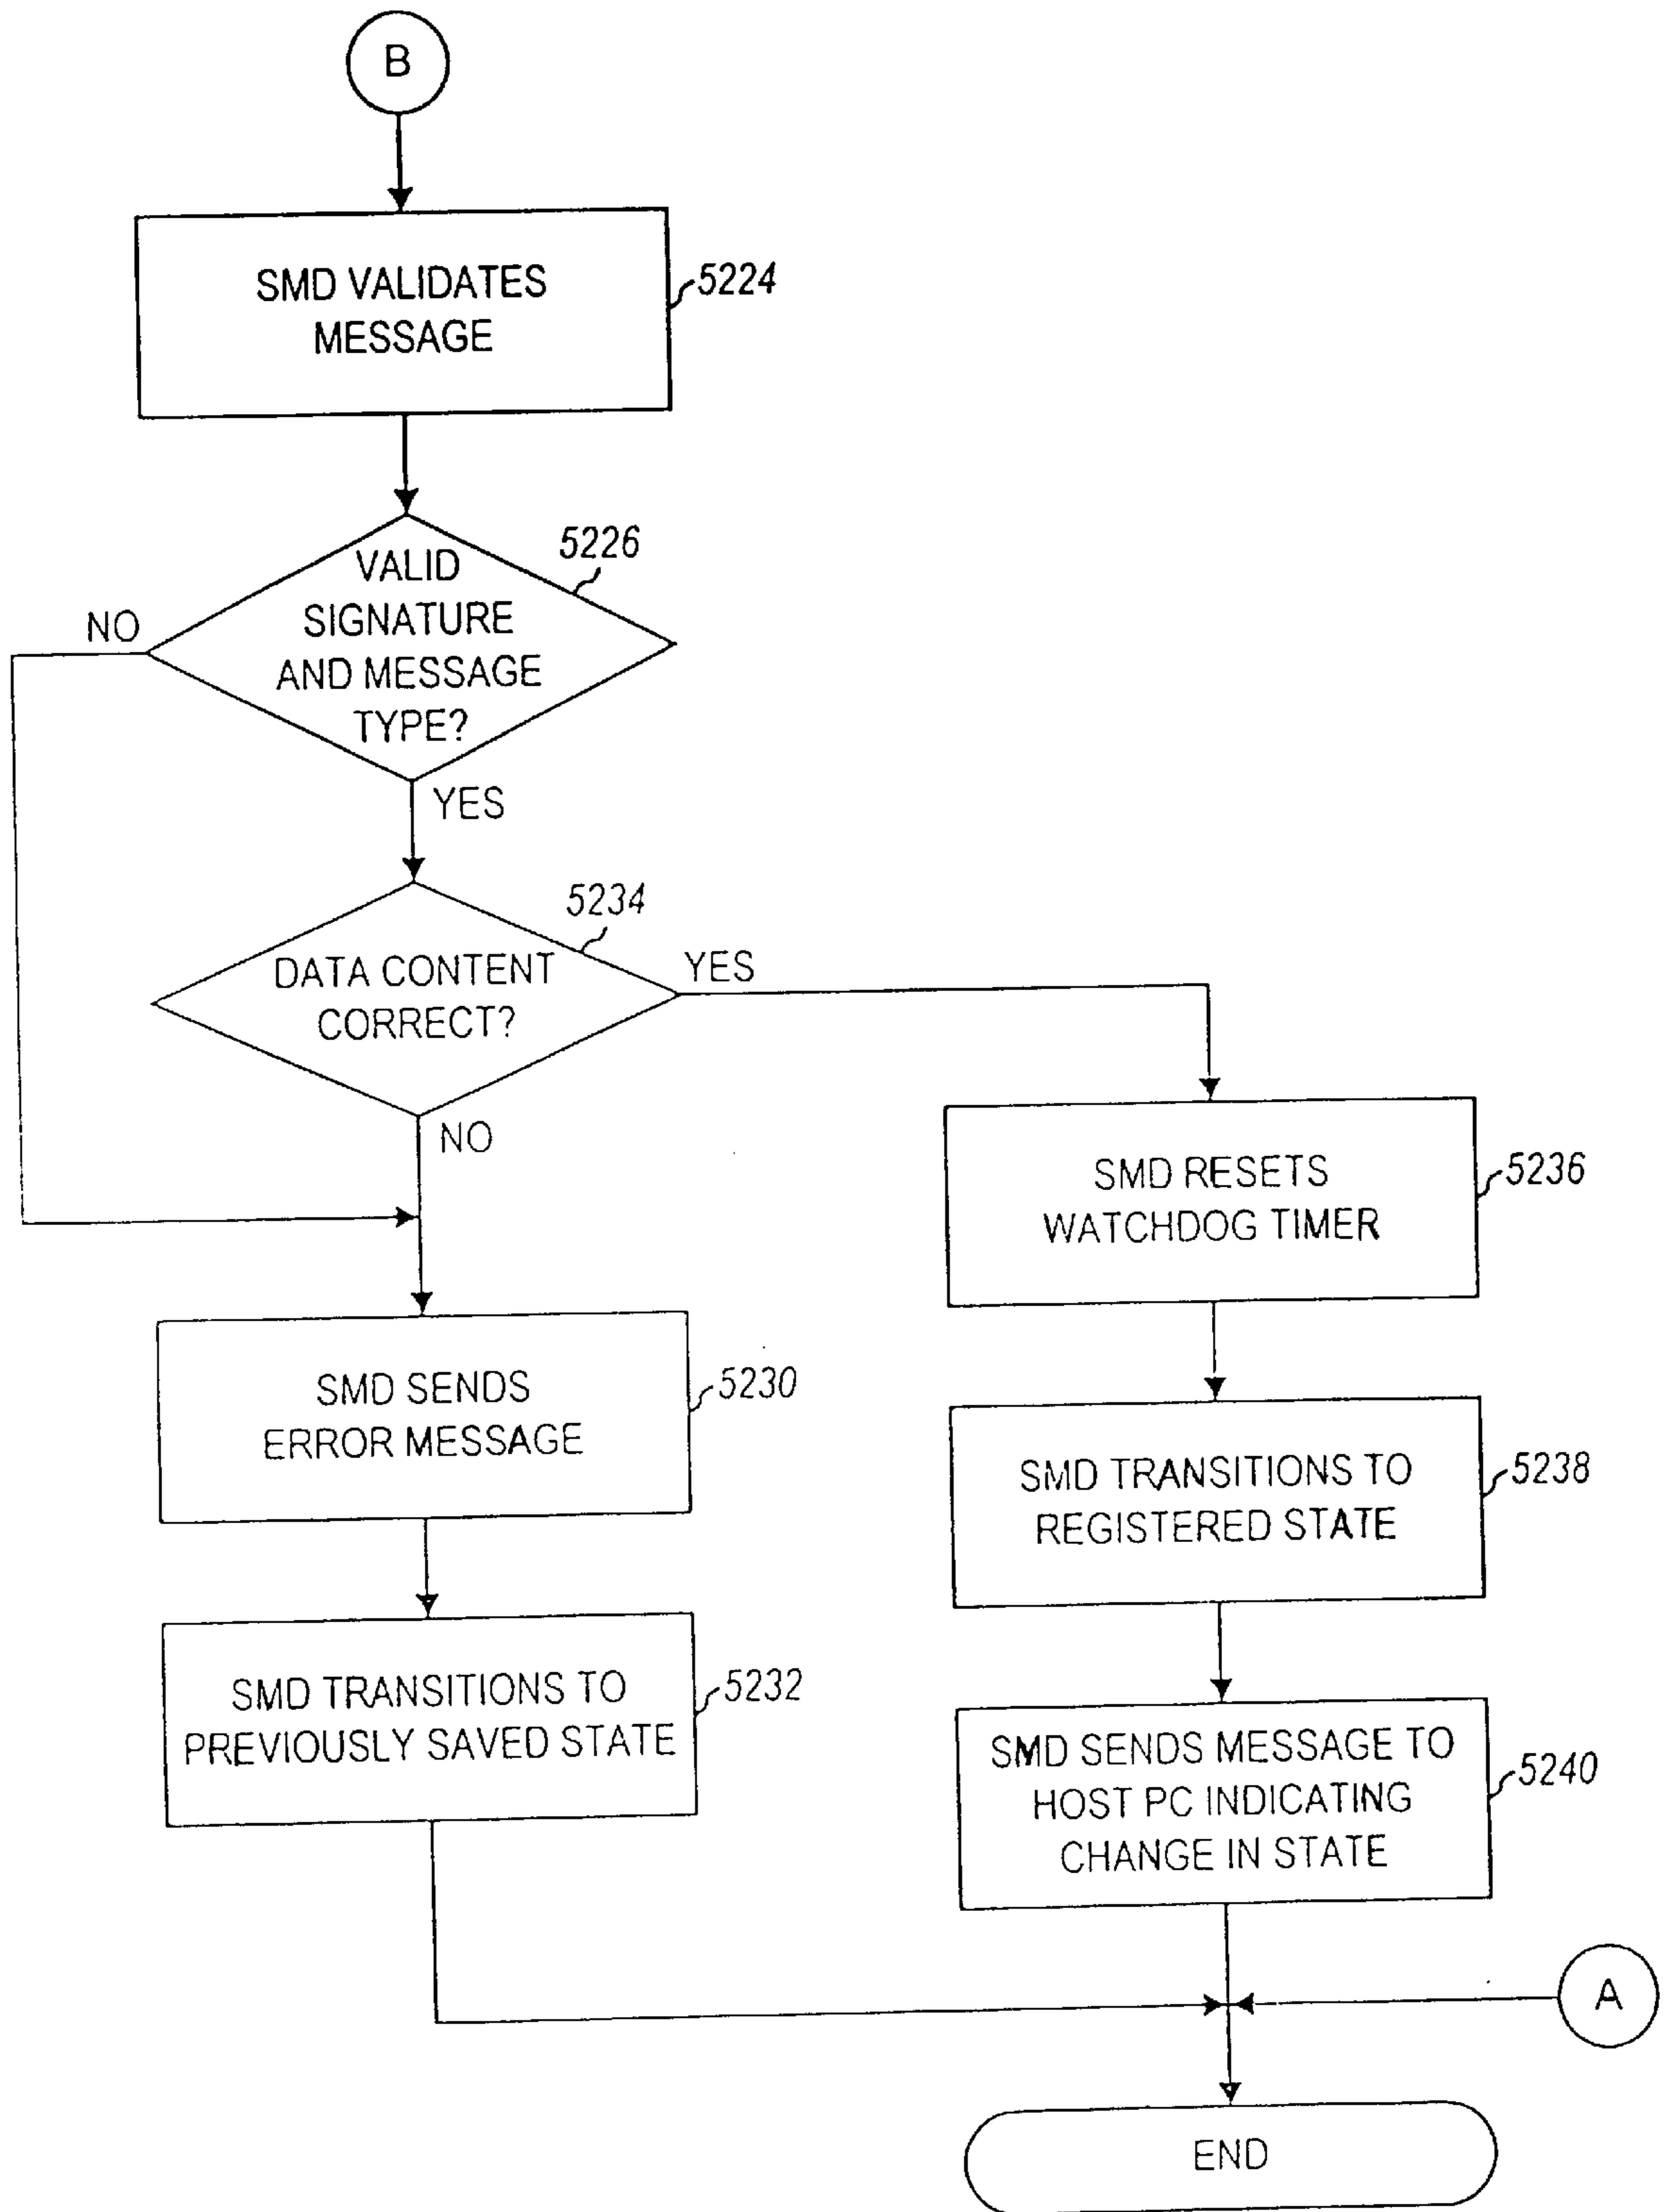 B
SMD VALIDATES
MESSAGE
5224
VALID
SIGNATURE
AND MESSAGE
TYPE?
5226
NO
YES
DATA CONTENT
CORRECT?
5234
YES
NO
SMD RESETS
WATCHDOG TIMER
5236
SMD SENDS
ERROR MESSAGE
5230
SMD TRANSITIONS TO
REGISTERED STATE
5238
SMD TRANSITIONS TO
PREVIOUSLY SAVED STATE
5232
SMD SENDS MESSAGE TO
HOST PC INDICATING
CHANGE IN STATE
5240
A
END